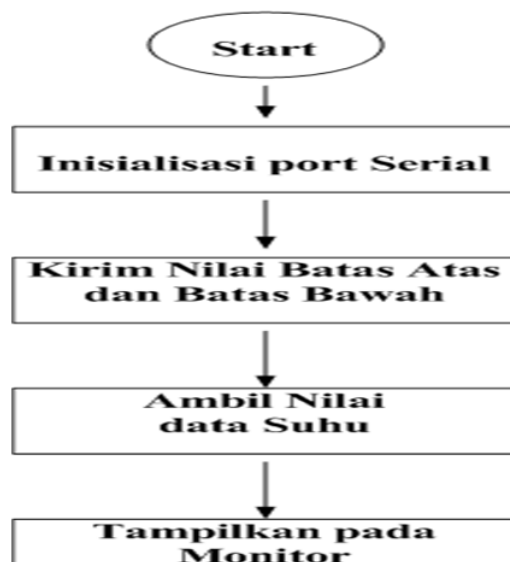 Start
Inisialisasi port Serial
Kirim Nilai Batas Atas
dan Batas Bawah
Ambil Nilai
data Suhu
Tampilkan pada
Monitor